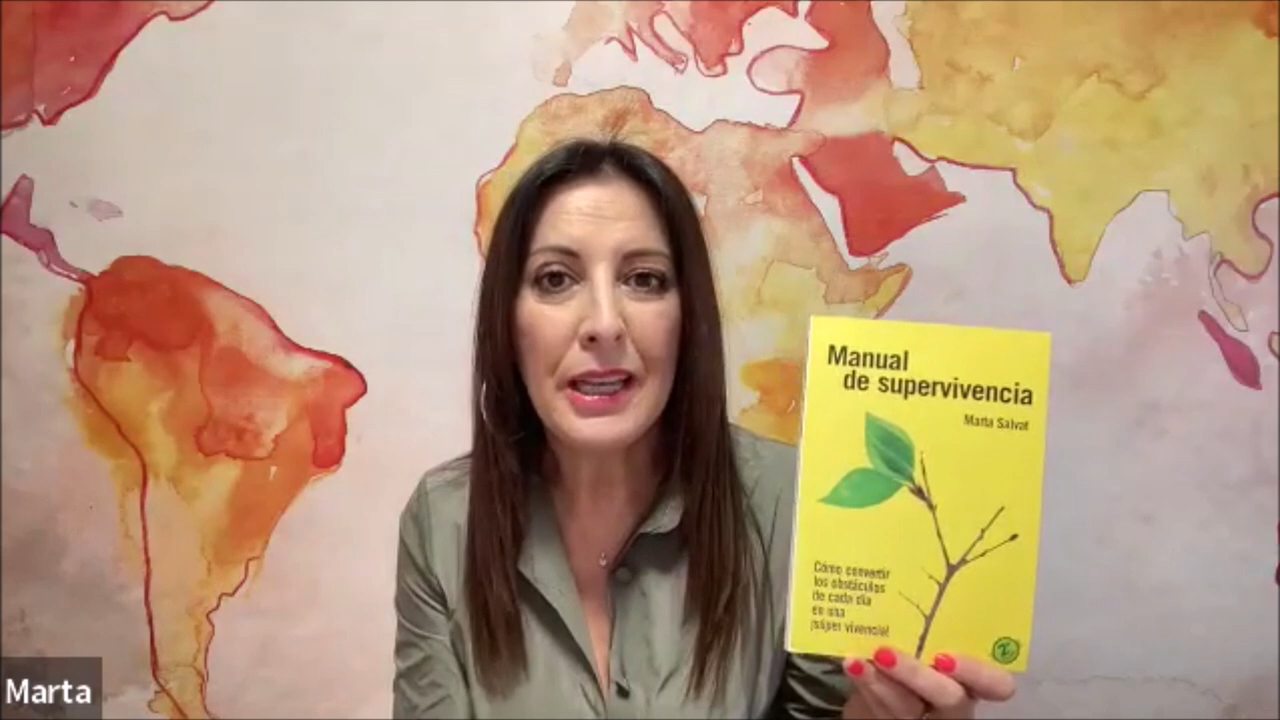 Manual
de supervivencia
Marta Salvat
Cómo convertir
los obstáculos
de cada día
en una
¡súper vivencia!
Marta